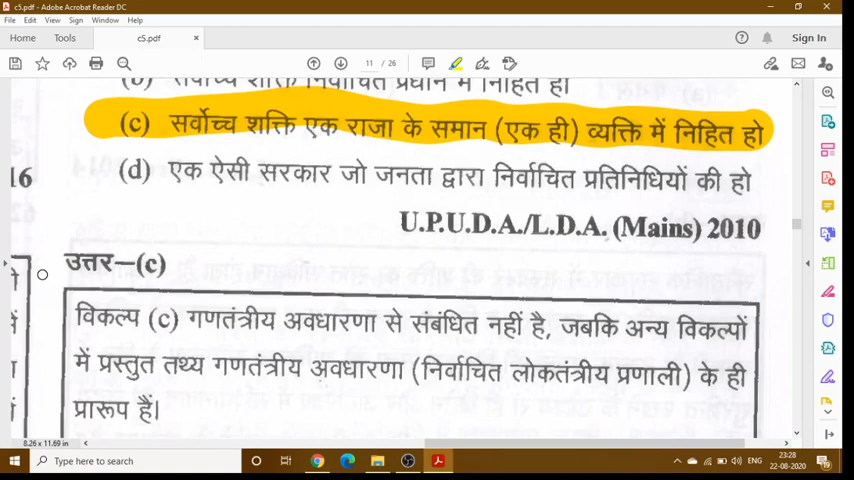 c5.pdf - Adobe Acrobat Reader DC
File Edit View Sign Window Help
Home Tools c5.pdf × Sign In
11 / 26
(b) सर्वोच्च शक्ति निर्वाचित प्रधान में निहित हो
(c) सर्वोच्च शक्ति एक राजा के समान (एक ही) व्यक्ति में निहित हो
16
(d) एक ऐसी सरकार जो जनता द्वारा निर्वाचित प्रतिनिधियों की हो
U.P.U.D.A./L.D.A. (Mains) 2010
उत्तर—(c)
विकल्प (c) गणतंत्रीय अवधारणा से संबंधित नहीं है, जबकि अन्य विकल्पों
में प्रस्तुत तथ्य गणतंत्रीय अवधारणा (निर्वाचित लोकतंत्रीय प्रणाली) के ही
प्रारूप हैं।
8.26 x 11.69 in
Type here to search
ENG
23:28
22-08-2020